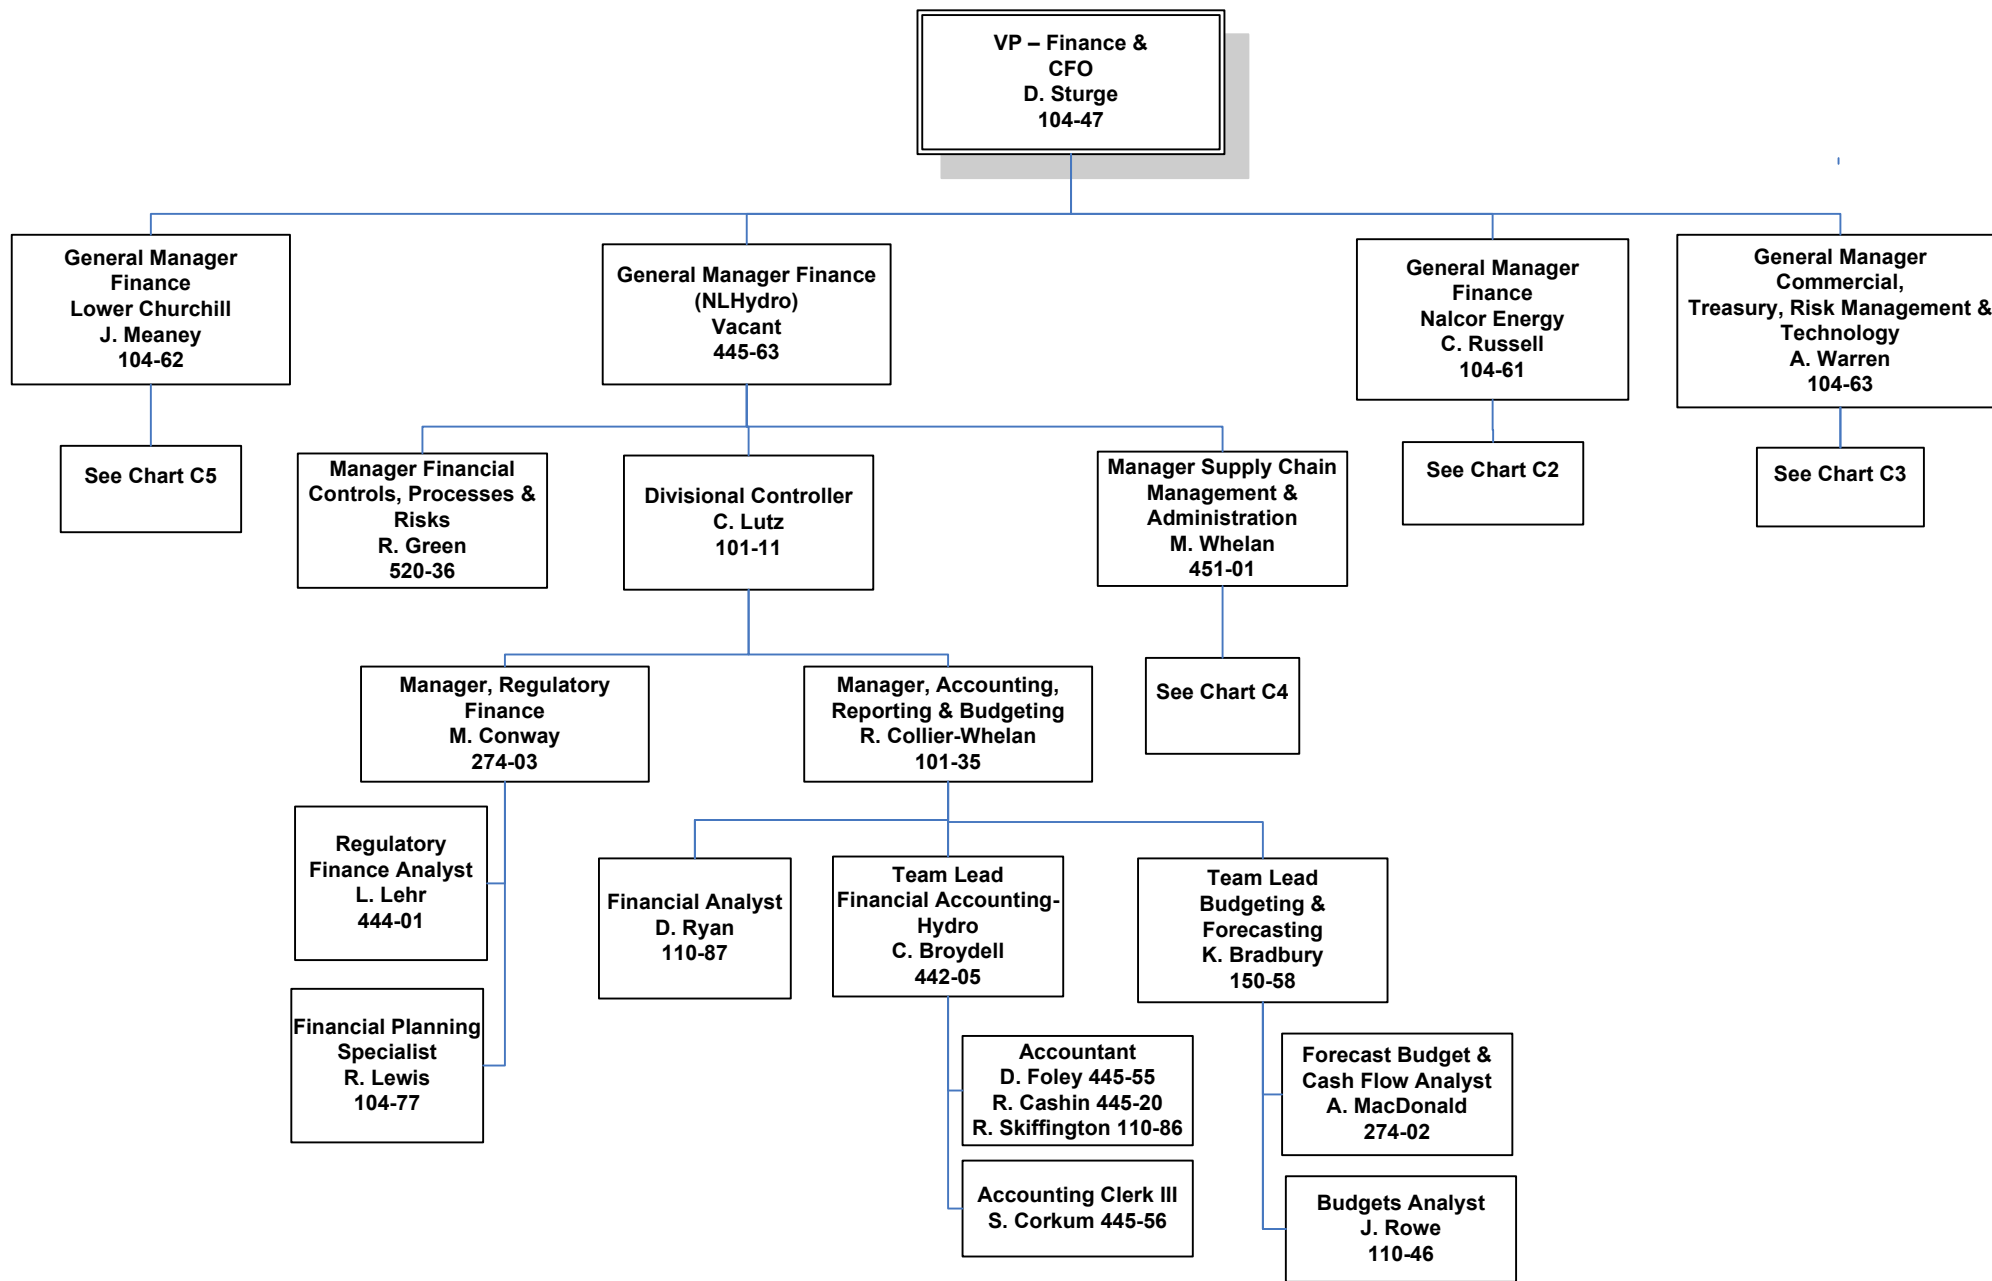 VP – Finance &
CFO
D. Sturge
104-47
General Manager
Finance
Lower Churchill
J. Meaney
104-62
General Manager Finance
(NLHydro)
Vacant
445-63
General Manager
Finance
Nalcor Energy
C. Russell
104-61
General Manager
Commercial,
Treasury, Risk Management &
Technology
A. Warren
104-63
See Chart C5
Manager Financial
Controls, Processes &
Risks
R. Green
520-36
Divisional Controller
C. Lutz
101-11
Manager Supply Chain
Management &
Administration
M. Whelan
451-01
See Chart C2
See Chart C3
Manager, Regulatory
Finance
M. Conway
274-03
Manager, Accounting,
Reporting & Budgeting
R. Collier-Whelan
101-35
See Chart C4
Regulatory
Finance Analyst
L. Lehr
444-01
Financial Planning
Specialist
R. Lewis
104-77
Financial Analyst
D. Ryan
110-87
Team Lead
Financial Accounting-
Hydro
C. Broydell
442-05
Team Lead
Budgeting &
Forecasting
K. Bradbury
150-58
Accountant
D. Foley 445-55
R. Cashin 445-20
R. Skiffington 110-86
Accounting Clerk III
S. Corkum 445-56
Forecast Budget &
Cash Flow Analyst
A. MacDonald
274-02
Budgets Analyst
J. Rowe
110-46